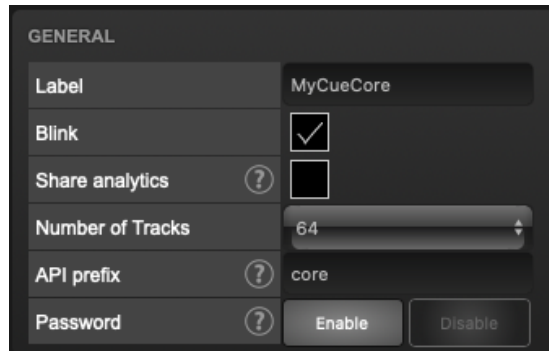 GENERAL
Label MyCueCore
Blink
Share analytics ?
Number of Tracks 64
API prefix ? core
Password ? Enable Disable